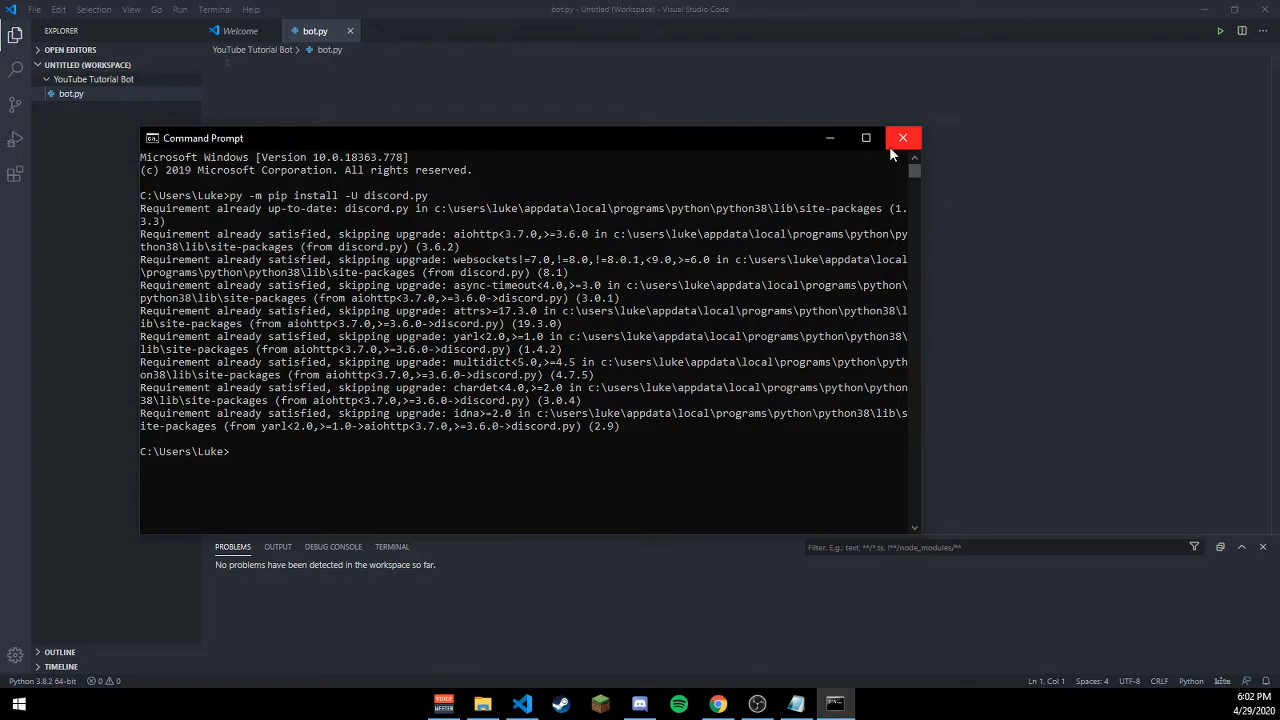 File Edit Selection View Go Run Terminal Help
bot.py - Untitled (Workspace) - Visual Studio Code
EXPLORER
Welcome
bot.py
OPEN EDITORS
YouTube Tutorial Bot > bot.py
UNTITLED (WORKSPACE)
1
YouTube Tutorial Bot
bot.py
Command Prompt
Microsoft Windows [Version 10.0.18363.778]
(c) 2019 Microsoft Corporation. All rights reserved.
C:\Users\Luke>py -m pip install -U discord.py
Requirement already up-to-date: discord.py in c:\users\luke\appdata\local\programs\python\python38\lib\site-packages (1.
3.3)
Requirement already satisfied, skipping upgrade: aiohttp<3.7.0,>=3.6.0 in c:\users\luke\appdata\local\programs\python\py
thon38\lib\site-packages (from discord.py) (3.6.2)
Requirement already satisfied, skipping upgrade: websockets!=7.0,!=8.0,!=8.0.1,<9.0,>=6.0 in c:\users\luke\appdata\local
\programs\python\python38\lib\site-packages (from discord.py) (8.1)
Requirement already satisfied, skipping upgrade: async-timeout<4.0,>=3.0 in c:\users\luke\appdata\local\programs\python\
python38\lib\site-packages (from aiohttp<3.7.0,>=3.6.0->discord.py) (3.0.1)
Requirement already satisfied, skipping upgrade: attrs>=17.3.0 in c:\users\luke\appdata\local\programs\python\python38\l
ib\site-packages (from aiohttp<3.7.0,>=3.6.0->discord.py) (19.3.0)
Requirement already satisfied, skipping upgrade: yarl<2.0,>=1.0 in c:\users\luke\appdata\local\programs\python\python38\
lib\site-packages (from aiohttp<3.7.0,>=3.6.0->discord.py) (1.4.2)
Requirement already satisfied, skipping upgrade: multidict<5.0,>=4.5 in c:\users\luke\appdata\local\programs\python\pyth
on38\lib\site-packages (from aiohttp<3.7.0,>=3.6.0->discord.py) (4.7.5)
Requirement already satisfied, skipping upgrade: chardet<4.0,>=2.0 in c:\users\luke\appdata\local\programs\python\python
38\lib\site-packages (from aiohttp<3.7.0,>=3.6.0->discord.py) (3.0.4)
Requirement already satisfied, skipping upgrade: idna>=2.0 in c:\users\luke\appdata\local\programs\python\python38\lib\s
ite-packages (from yarl<2.0,>=1.0->aiohttp<3.7.0,>=3.6.0->discord.py) (2.9)
C:\Users\Luke>
PROBLEMS OUTPUT DEBUG CONSOLE TERMINAL
Filter. E.g.: text, **/*.ts, !**/node_modules/**
No problems have been detected in the workspace so far.
OUTLINE
TIMELINE
Python 3.8.2 64-bit 0 0
Ln 1, Col 1 Spaces: 4 UTF-8 CRLF Python kite
VOICE
MEETER
6:02 PM
4/29/2020